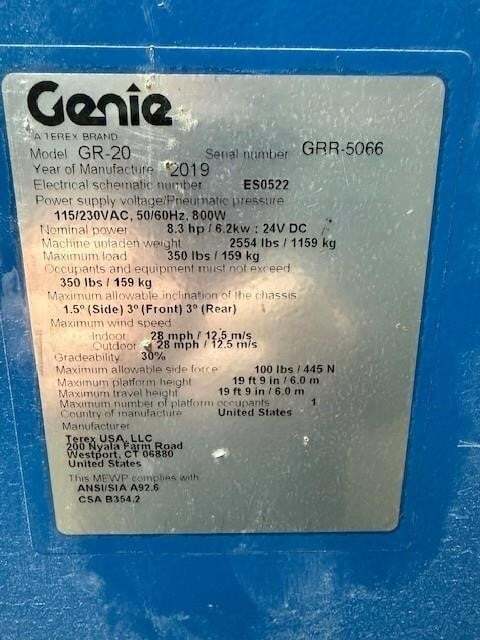 Genie
A TEREX BRAND
Model GR-20 Serial number GRR-5066
Year of Manufacture 2019
Electrical schematic number ES0522
Power supply voltage/Pneumatic pressure
115/230VAC, 50/60Hz, 800W
Nominal power 8.3 hp / 6.2kw : 24V DC
Machine unladen weight 2554 lbs / 1159 kg
Maximum load 350 lbs / 159 kg
Occupants and equipment must not exceed
350 lbs / 159 kg
Maximum allowable inclination of the chassis
1.5º (Side) 3º (Front) 3º (Rear)
Maximum wind speed
Indoor 28 mph / 12.5 m/s
Outdoor 28 mph / 12.5 m/s
Gradeability 30%
Maximum allowable side force 100 lbs / 445 N
Maximum platform height 19 ft 9 in / 6.0 m
Maximum travel height 19 ft 9 in / 6.0 m
Maximum number of platform occupants 1
Country of manufacture United States
Manufacturer
Terex USA, LLC
200 Nyala Farm Road
Westport, CT 06880
United States
This MEWP complies with
ANSI/SIA A92.6
CSA B354.2